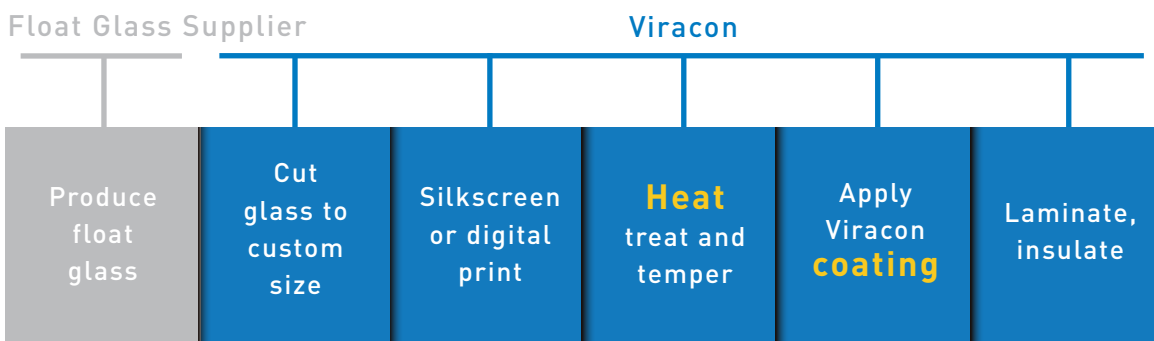 Float Glass Supplier
Viracon
Produce
float
glass
Cut
glass to
custom
size
Silkscreen
or digital
print
Heat
treat and
temper
Apply
Viracon
coating
Laminate,
insulate